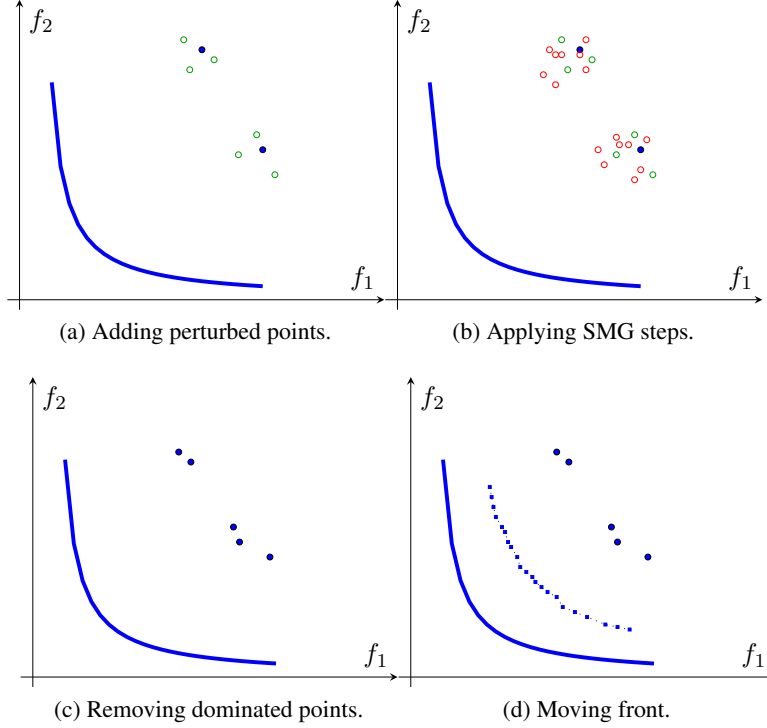 f₂
f₁
(a) Adding perturbed points.
f₂
f₁
(b) Applying SMG steps.
f₂
f₁
(c) Removing dominated points.
f₂
f₁
(d) Moving front.